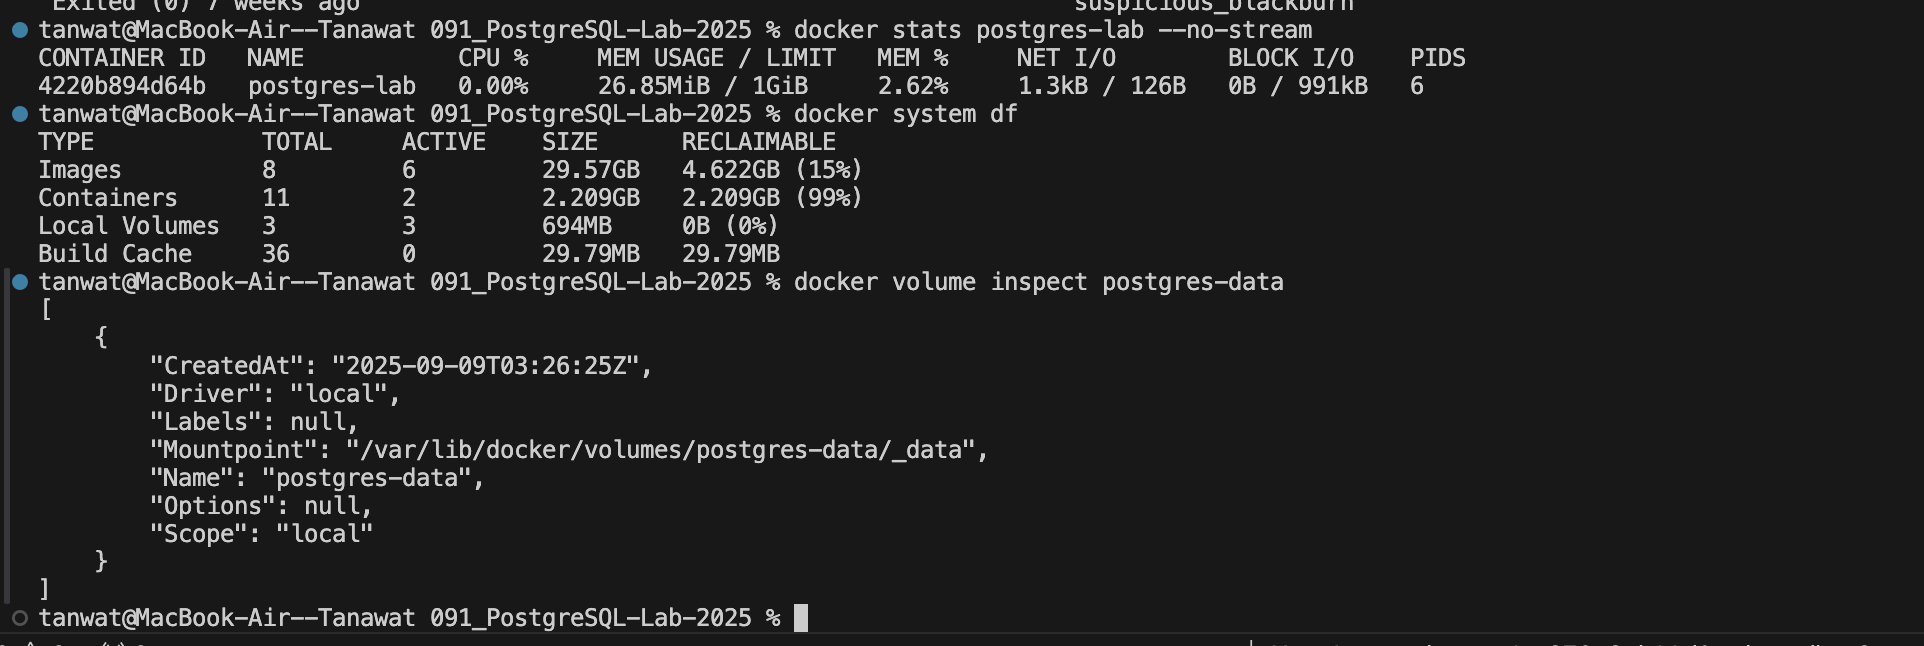 Exited (0) 7 weeks ago suspicious_blackburn
tanwat@MacBook-Air--Tanawat 091_PostgreSQL-Lab-2025 % docker stats postgres-lab --no-stream
CONTAINER ID   NAME           CPU %     MEM USAGE / LIMIT   MEM %     NET I/O         BLOCK I/O    PIDS
4220b894d64b   postgres-lab   0.00%     26.85MiB / 1GiB     2.62%     1.3kB / 126B   0B / 991kB   6
tanwat@MacBook-Air--Tanawat 091_PostgreSQL-Lab-2025 % docker system df
TYPE            TOTAL     ACTIVE    SIZE      RECLAIMABLE
Images          8         6         29.57GB   4.622GB (15%)
Containers      11        2         2.209GB   2.209GB (99%)
Local Volumes   3         3         694MB     0B (0%)
Build Cache     36        0         29.79MB   29.79MB
tanwat@MacBook-Air--Tanawat 091_PostgreSQL-Lab-2025 % docker volume inspect postgres-data
[
    {
        "CreatedAt": "2025-09-09T03:26:25Z",
        "Driver": "local",
        "Labels": null,
        "Mountpoint": "/var/lib/docker/volumes/postgres-data/_data",
        "Name": "postgres-data",
        "Options": null,
        "Scope": "local"
    }
]
tanwat@MacBook-Air--Tanawat 091_PostgreSQL-Lab-2025 %